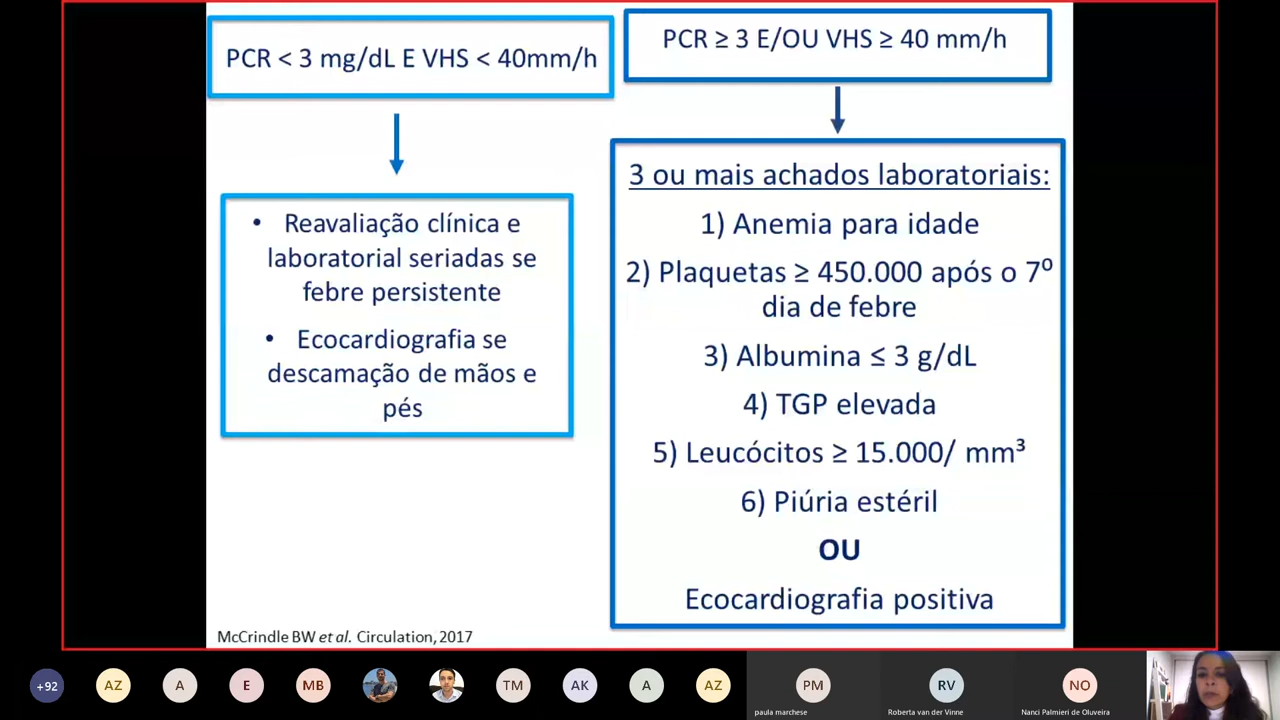 PCR < 3 mg/dL E VHS < 40mm/h
• Reavaliação clínica e
laboratorial seriadas se
febre persistente
• Ecocardiografia se
descamação de mãos e
pés
PCR ≥ 3 E/OU VHS ≥ 40 mm/h
3 ou mais achados laboratoriais:
1) Anemia para idade
2) Plaquetas ≥ 450.000 após o 7º
dia de febre
3) Albumina ≤ 3 g/dL
4) TGP elevada
5) Leucócitos ≥ 15.000/ mm³
6) Piúria estéril
OU
Ecocardiografia positiva
McCrindle BW et al. Circulation, 2017
+92
AZ
A
E
MB
TM
AK
A
AZ
PM
paula marchese
RV
Roberta van der Vinne
NO
Nanci Palmieri de Oluveira